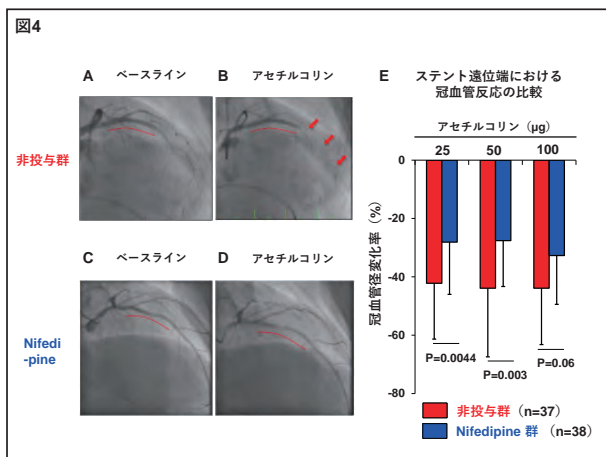 図4
A ベースライン
B アセチルコリン
非投与群
C ベースライン
D アセチルコリン
Nifedi
-pine
E ステント遠位端における
冠血管反応の比較
アセチルコリン（μg）
25 50 100
冠血管径変化率（%）
0
-20
-40
-60
-80
P=0.0044
P=0.003
P=0.06
非投与群（n=37）
Nifedipine 群 （n=38）